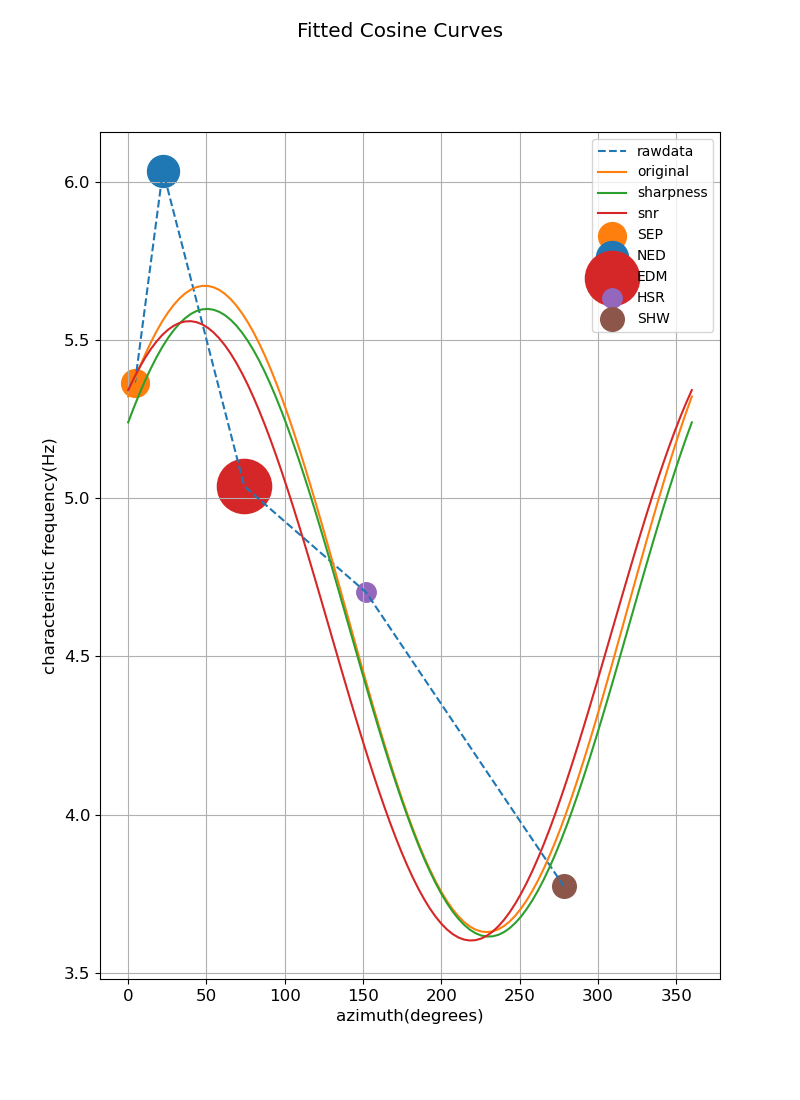 Fitted Cosine Curves
rawdata
original
sharpness
snr
SEP
NED
EDM
HSR
SHW
6.0
5.5
5.0
4.5
4.0
3.5
characteristic frequency(Hz)
0 50 100 150 200 250 300 350
azimuth(degrees)